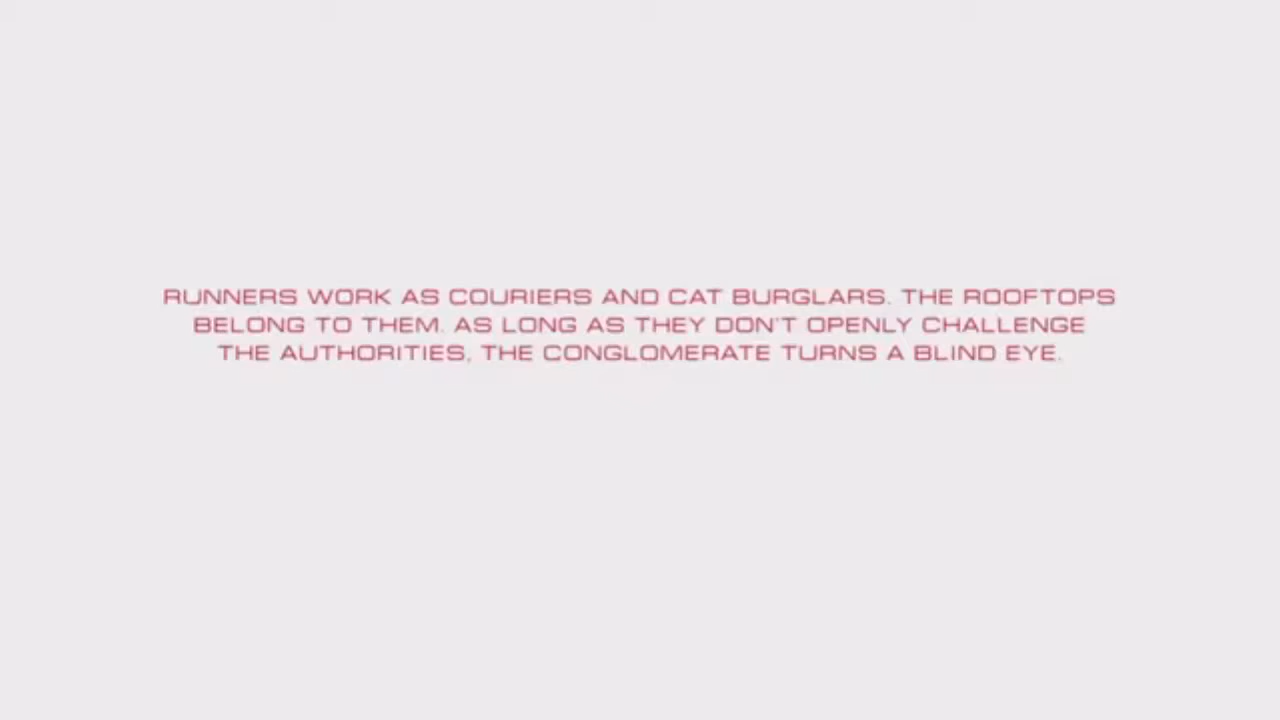 RUNNERS WORK AS COURIERS AND CAT BURGLARS. THE ROOFTOPS
BELONG TO THEM. AS LONG AS THEY DON'T OPENLY CHALLENGE
THE AUTHORITIES, THE CONGLOMERATE TURNS A BLIND EYE.